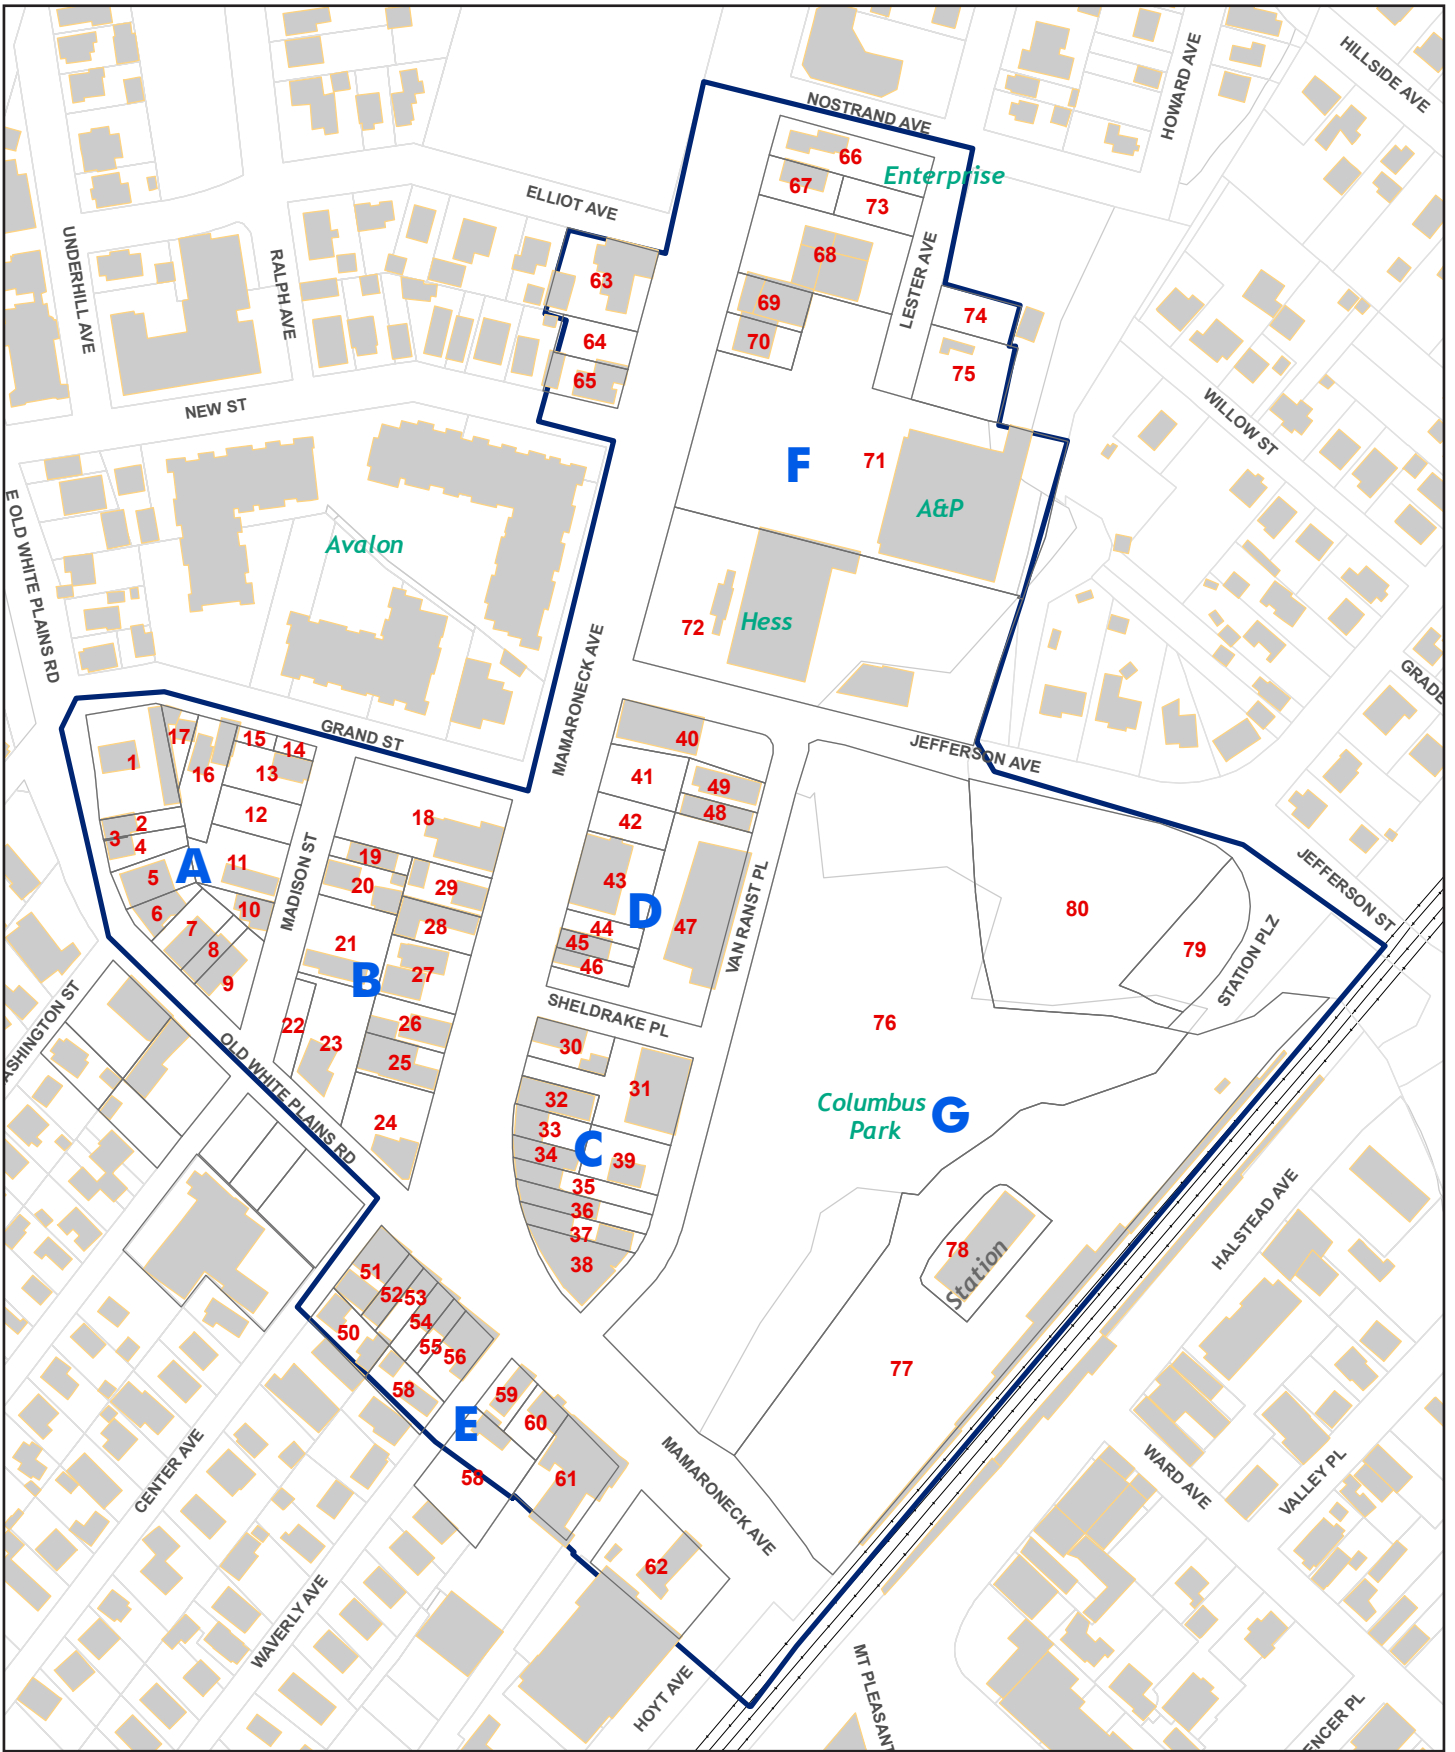 HILLSIDE AVE
HOWARD AVE
NOSTRAND AVE
66
Enterprise
67
73
ELLIOT AVE
UNDERHILL AVE
RALPH AVE
63
68
LESTER AVE
69
74
64
70
75
65
NEW ST
WILLOW ST
F
71
A&P
E OLD WHITE PLAINS RD
Avalon
Hess
72
MAMARONECK AVE
GRADE
GRAND ST
JEFFERSON AVE
17
15
14
1
16
13
40
41
49
12
2
3
4
18
42
48
A
11
MADISON ST
19
5
20
29
43
VAN RANST PL
JEFFERSON ST
6
10
28
D
47
80
7
8
21
44
45
46
79
STATION PLZ
9
B
27
ASHINGTON ST
SHELDRAKE PL
22
23
26
30
76
OLD WHITE PLAINS RD
25
31
32
Columbus
Park
G
24
33
34
C
39
35
36
37
38
HALSTEAD AVE
51
52
53
54
55
56
50
78
Station
58
59
60
77
E
58
61
MAMARONECK AVE
CENTER AVE
WARD AVE
VALLEY PL
62
WAVERLY AVE
HOYT AVE
MT PLEASANT
ENCER PL